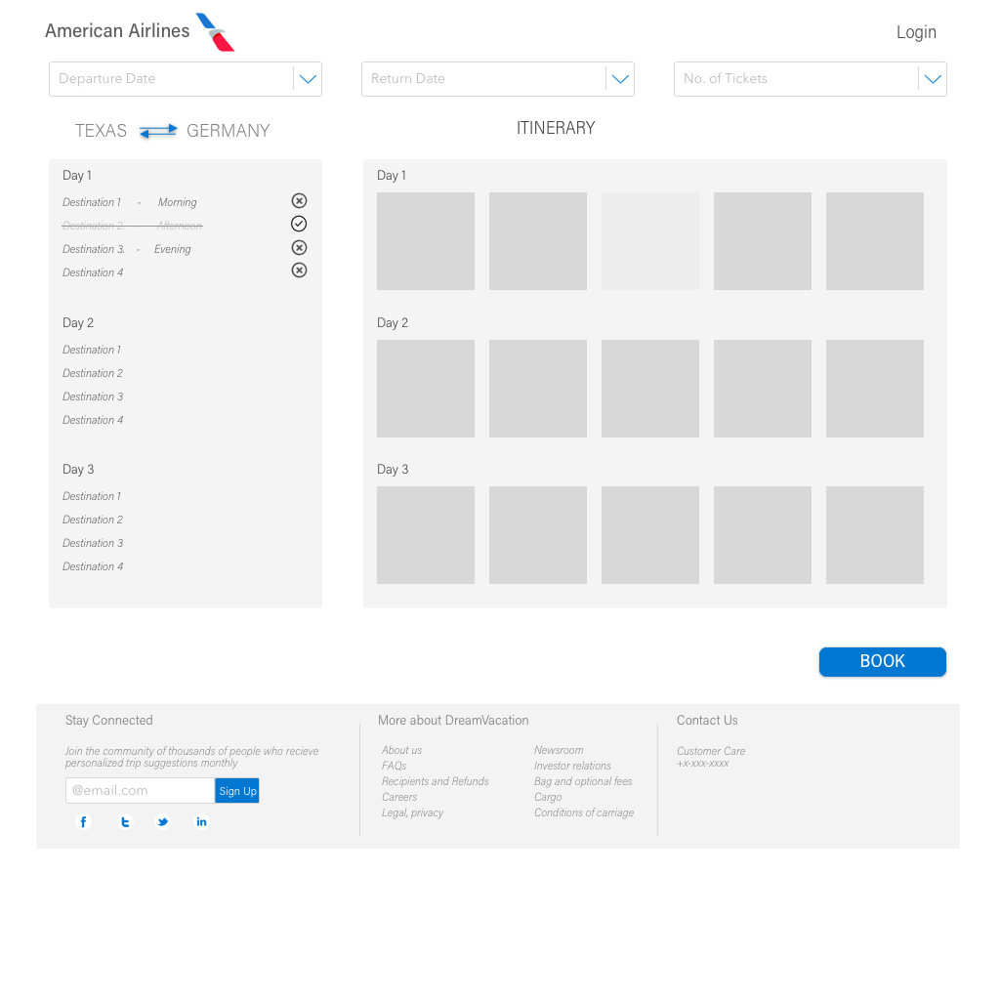 American Airlines
Login
Departure Date
Return Date
No. of Tickets
TEXAS GERMANY
ITINERARY
Day 1
Destination 1 - Morning
Destination 2. - Afternoon
Destination 3. - Evening
Destination 4
Day 2
Destination 1
Destination 2
Destination 3
Destination 4
Day 3
Destination 1
Destination 2
Destination 3
Destination 4
Day 1
Day 2
Day 3
BOOK
Stay Connected
Join the community of thousands of people who recieve
personalized trip suggestions monthly
@email.com
Sign Up
More about DreamVacation
About us
FAQs
Recipients and Refunds
Careers
Legal, privacy
Newsroom
Investor relations
Bag and optional fees
Cargo
Conditions of carriage
Contact Us
Customer Care
+x-xxx-xxxx